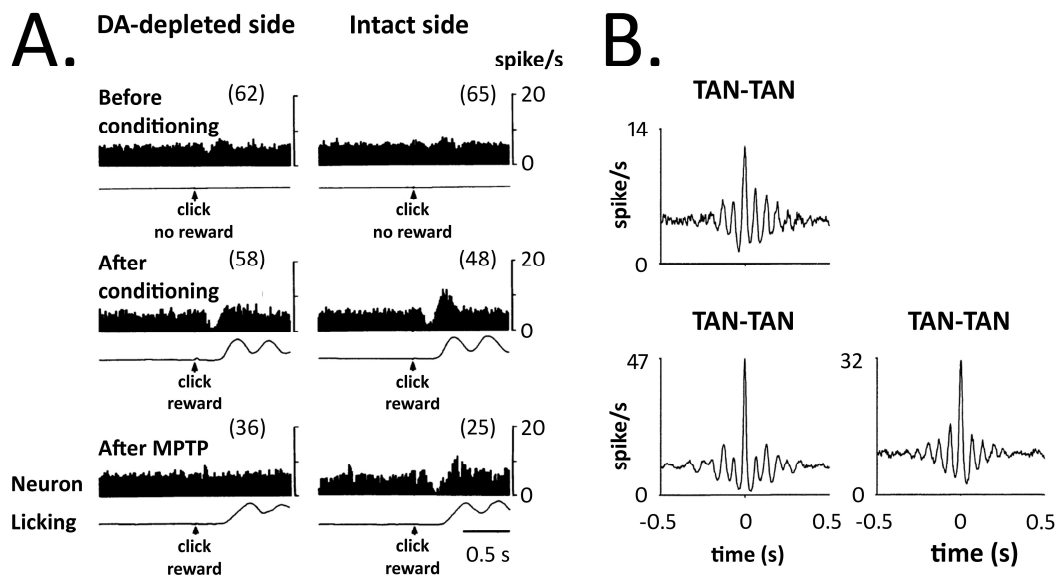 A.
DA-depleted side
Intact side
spike/s
Before
conditioning
(62)
(65)
20
0
click
no reward
click
no reward
After
conditioning
(58)
(48)
20
0
click
reward
click
reward
After MPTP
(36)
(25)
20
0
Neuron
Licking
click
reward
click
reward
0.5 s
B.
TAN-TAN
14
spike/s
0
TAN-TAN
47
spike/s
0
-0.5
0
0.5
time (s)
TAN-TAN
32
0
-0.5
0
0.5
time (s)